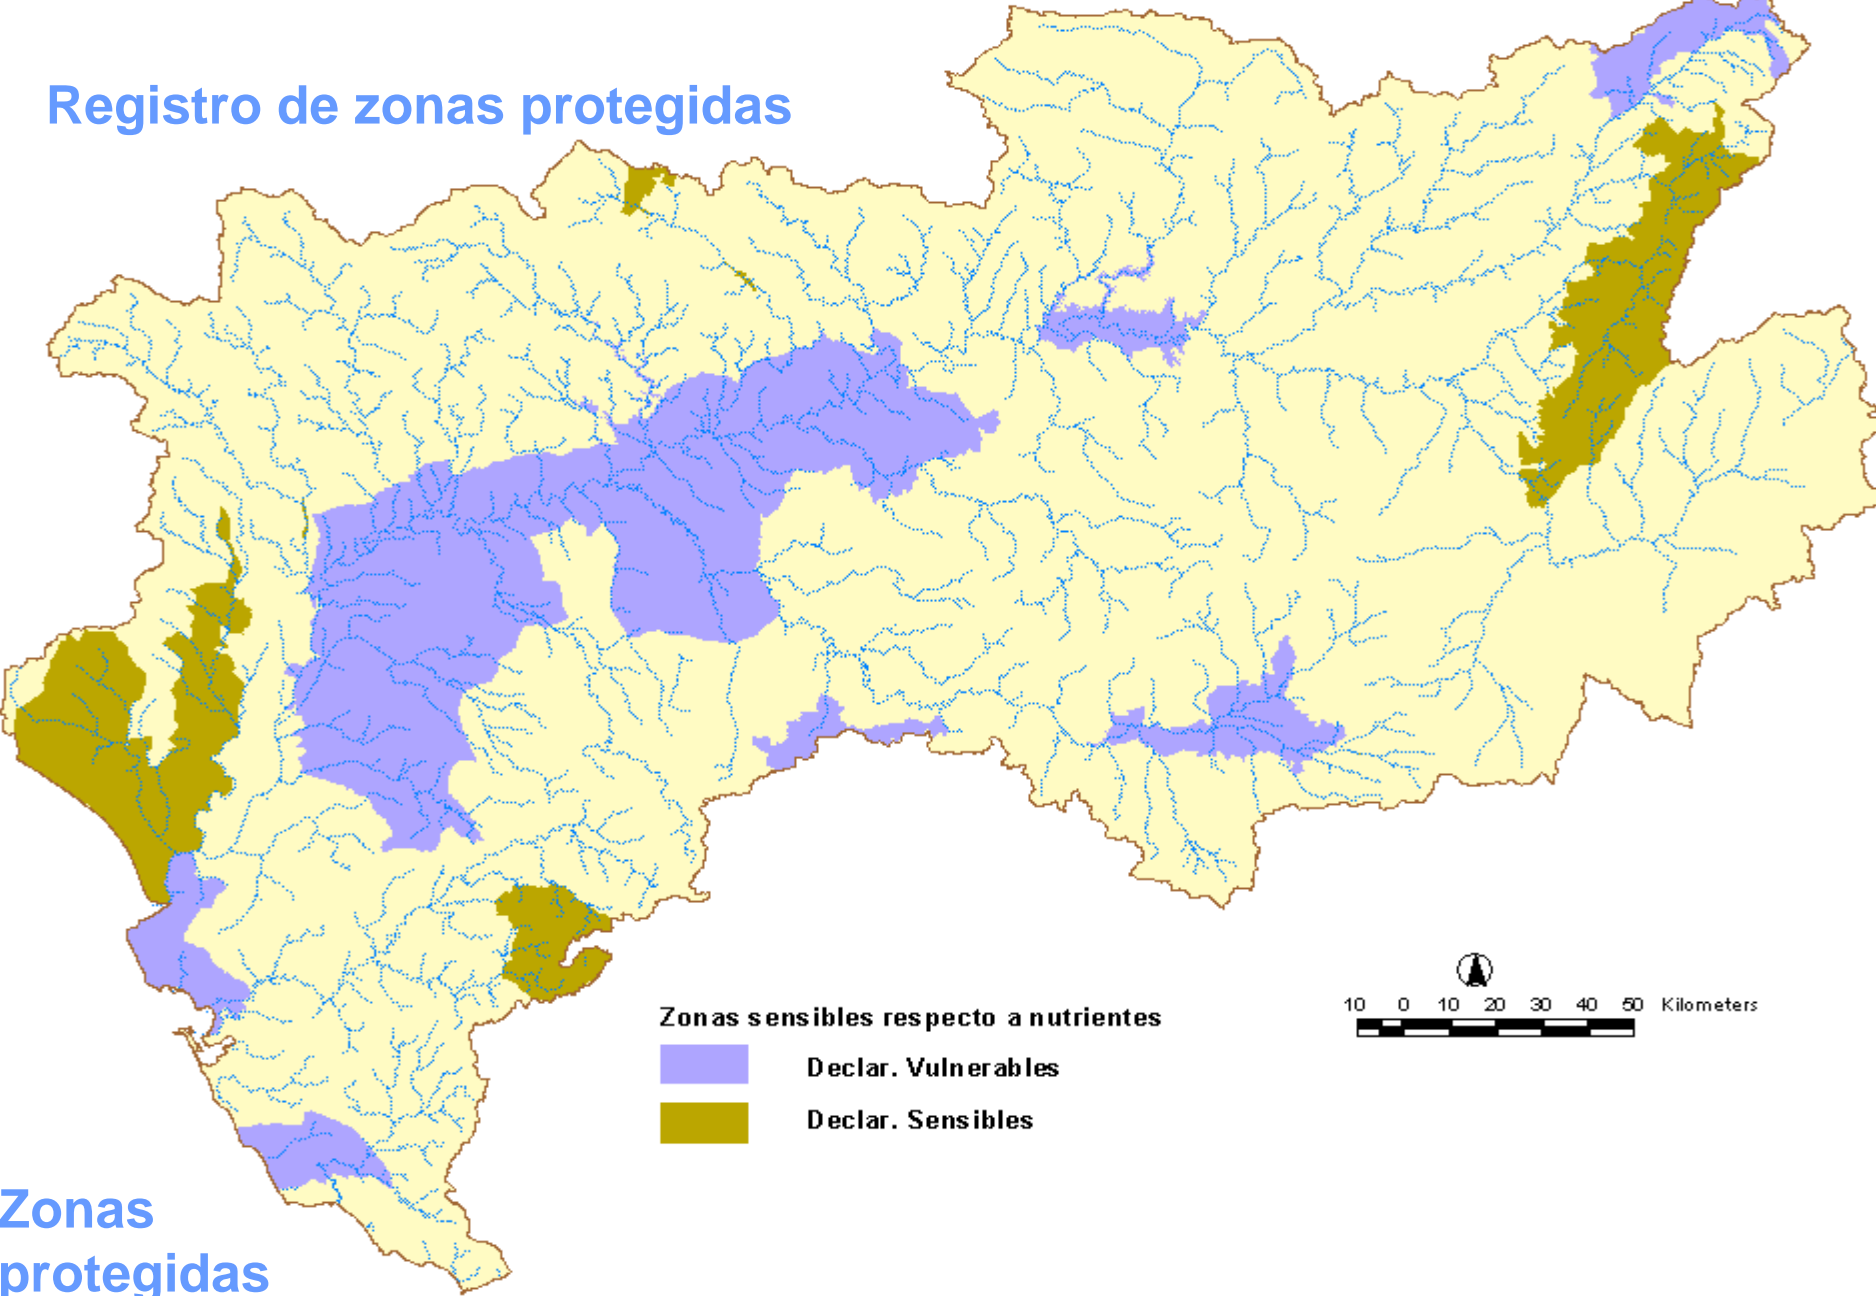 Registro de zonas protegidas
Zonas sensibles respecto a nutrientes
Declar. Vulnerables
Declar. Sensibles
10 0 10 20 30 40 50 Kilometers
Zonas
protegidas